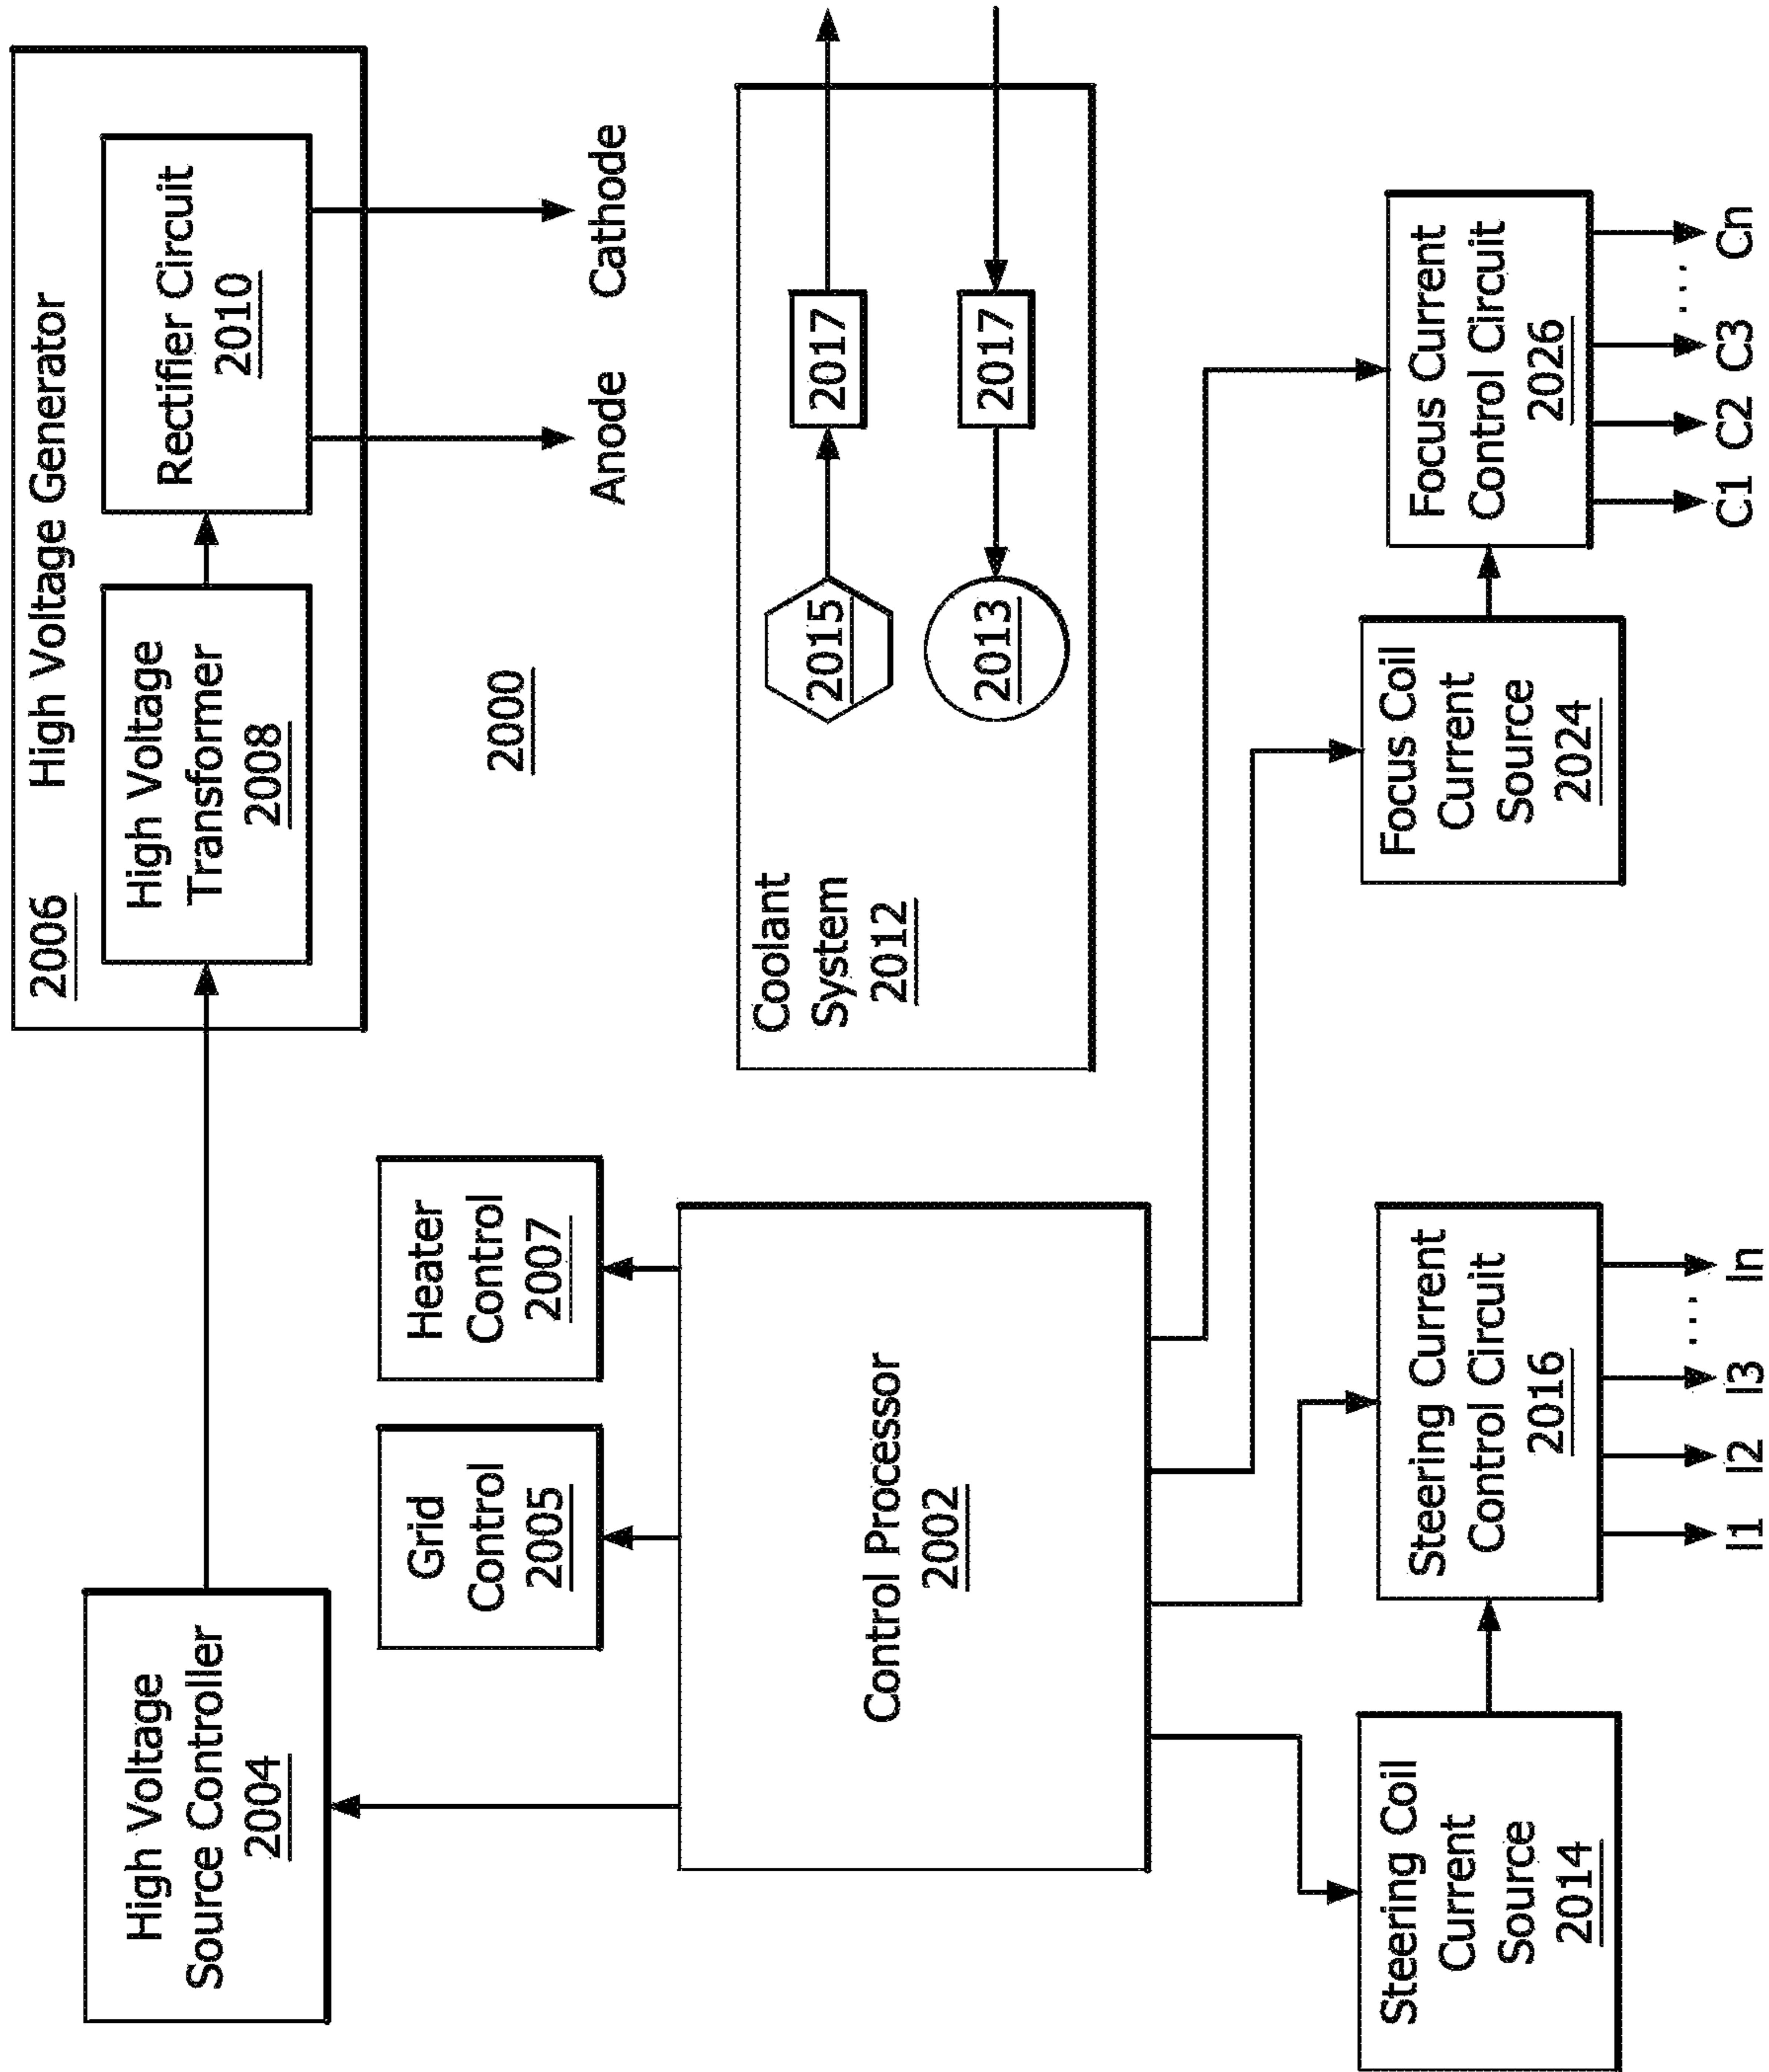 2006 High Voltage Generator
High Voltage
Source Controller
2004
High Voltage
Transformer
2008
Rectifier Circuit
2010
Grid
Control
2005
Heater
Control
2007
2000
Anode
Cathode
Control Processor
2002
Coolant
System
2012
2015
2017
2013
2017
Steering Coil
Current
Source
2014
Steering Current
Control Circuit
2016
Focus Coil
Current
Source
2024
Focus Current
Control Circuit
2026
I1 I2 I3 .... In
C1 C2 C3 .... Cn